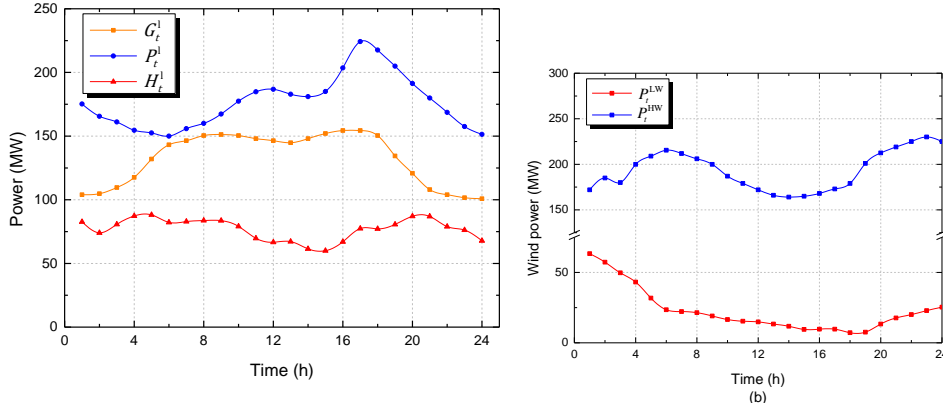 250
200
150
100
50
0
Power (MW)
G_t^l
P_t^l
H_t^l
0 4 8 12 16 20 24
Time (h)
300
250
200
150
50
0
Wind power (MW)
P_t^LW
P_t^HW
0 4 8 12 16 20 24
Time (h)
(b)